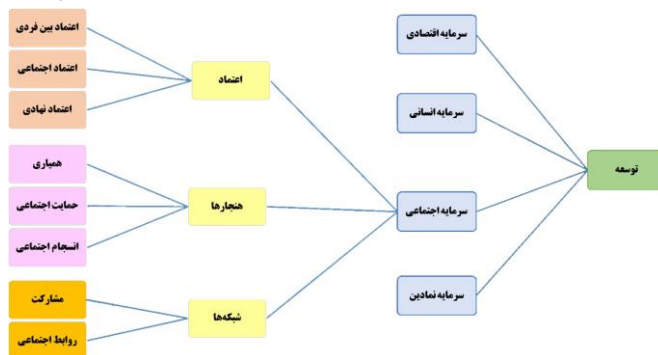 توسعه
سرمایه اقتصادی
سرمایه انسانی
سرمایه اجتماعی
سرمایه نمادین
اعتماد
هنجارها
شبکه‌ها
اعتماد بین فردی
اعتماد اجتماعی
اعتماد نهادی
همیاری
حمایت اجتماعی
انسجام اجتماعی
مشارکت
روابط اجتماعی